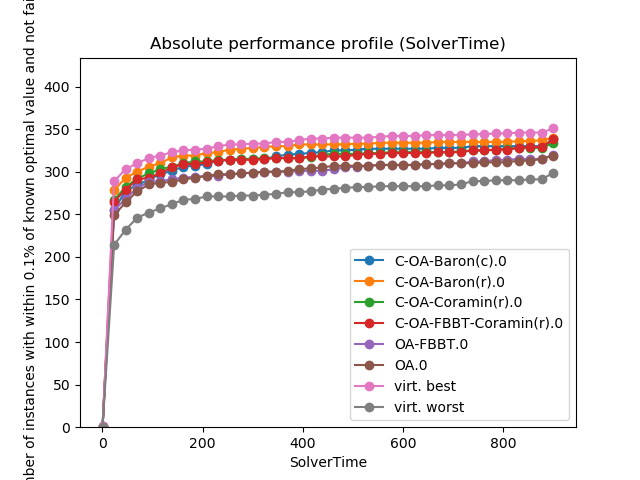 Absolute performance profile (SolverTime)
of instances with within 0.1% of known optimal value and not
400
350
300
250
200
150
100
50
0
0 200 400 600 800
SolverTime
C-OA-Baron(c).0
C-OA-Baron(r).0
C-OA-Coramin(r).0
C-OA-FBBT-Coramin(r).0
OA-FBBT.0
OA.0
virt. best
virt. worst